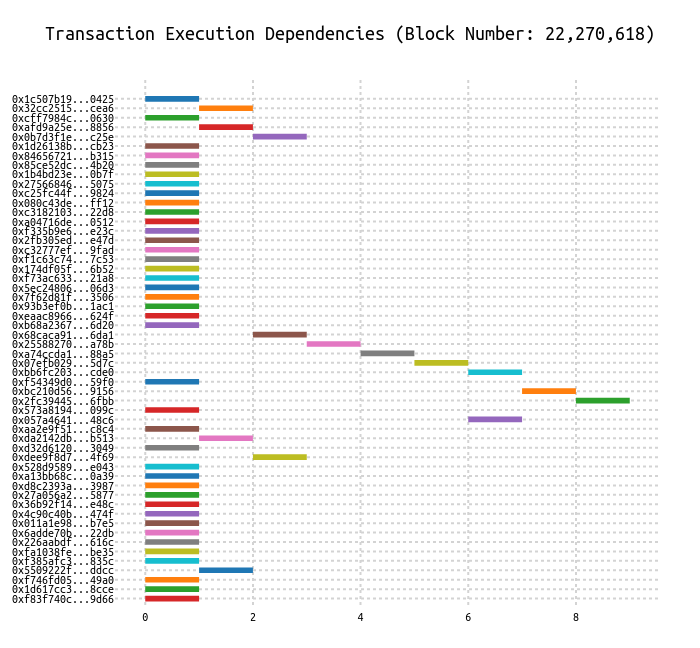 Transaction Execution Dependencies (Block Number: 22,270,618)
0x1c507b19...0425
0x32cc2515...cea6
0xcff7984c...0630
0xafd9a25e...8856
0x0b7d3f1e...c25e
0x1d26138b...cb23
0x84656721...b315
0x85ce52dc...4b20
0x1b4bd23e...0b7f
0x27566846...5075
0xc25fc44f...9824
0x080c43de...ff12
0xc3182103...22d8
0xa04716de...0512
0xf335b9e6...e23c
0x2fb305ed...e47d
0xc32777ef...9fad
0xf1c63c74...7c53
0x174df05f...6b52
0xf73ac633...21a8
0x5ec24806...06d3
0x7f62d81f...3506
0x93b3ef0b...1ac1
0xeaac8966...624f
0xb68a2367...6d20
0x68caca91...6da1
0x25588270...a78b
0xa74ccda1...88a5
0x07efb029...5d7c
0xbb6fc203...cde0
0xf54349d0...59f0
0xbc210d56...9156
0x2fc39445...6fbb
0x573a8194...099c
0x057a4641...48c6
0xaa2e9f51...c8c4
0xda2142db...b513
0xd32d6120...3049
0xdee9f8d7...4f69
0x528d9589...e043
0xa13bb68c...0a39
0xd8c2393a...3987
0x27a056a2...5877
0x36b92f14...e48c
0x4c90c40b...474f
0x011a1e98...b7e5
0x6adde70b...22db
0x226aabdf...616c
0xfa1038fe...be35
0xf385afc3...835c
0x5509222f...ddcc
0xf746fd05...49a0
0x1d617cc3...8cce
0xf83f740c...9d66
0 2 4 6 8